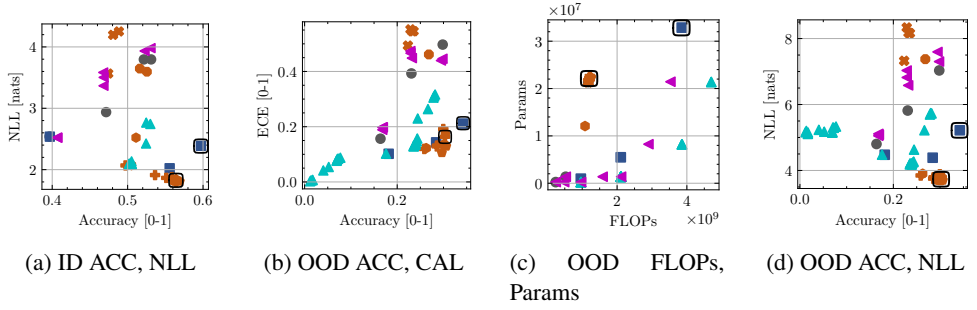 NLL [nats]
4
3
2
0.4
0.5
0.6
Accuracy [0-1]
(a) ID ACC, NLL
ECE [0-1]
0.4
0.2
0.0
0.0
0.2
Accuracy [0-1]
(b) OOD ACC, CAL
×10⁷
Params
3
2
1
0
2
4
FLOPs
×10⁹
(c) OOD FLOPs,
Params
NLL [nats]
8
6
4
0.2
Accuracy [0-1]
(d) OOD ACC, NLL